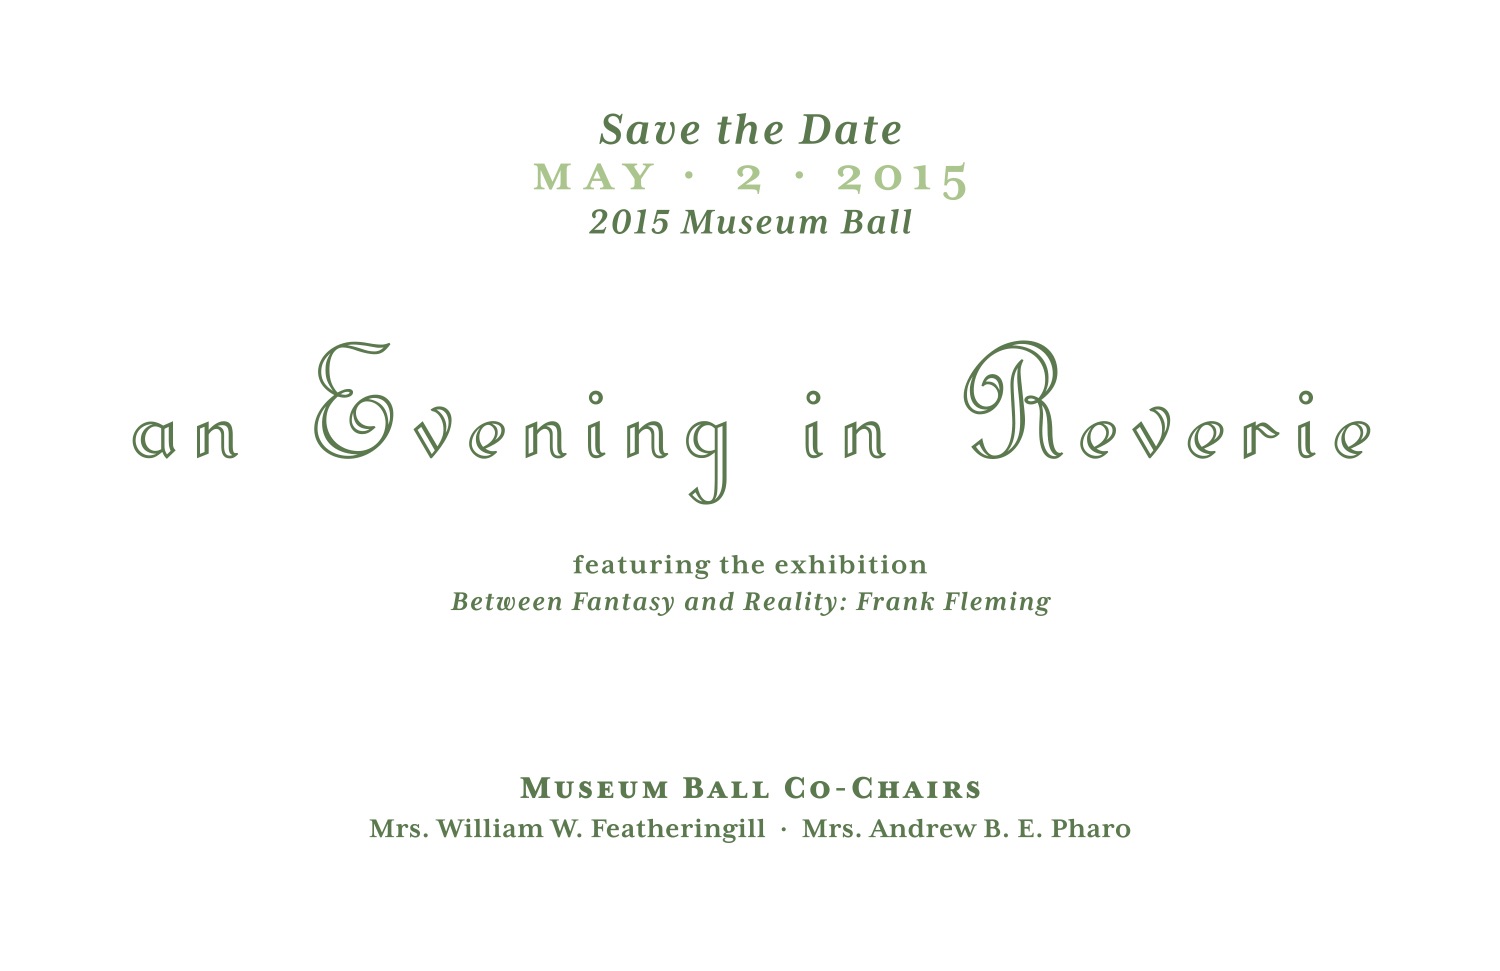 Save the Date
MAY · 2 · 2015
2015 Museum Ball
an Evening in Reverie
featuring the exhibition
Between Fantasy and Reality: Frank Fleming
Museum Ball Co-Chairs
Mrs. William W. Featheringill · Mrs. Andrew B. E. Pharo